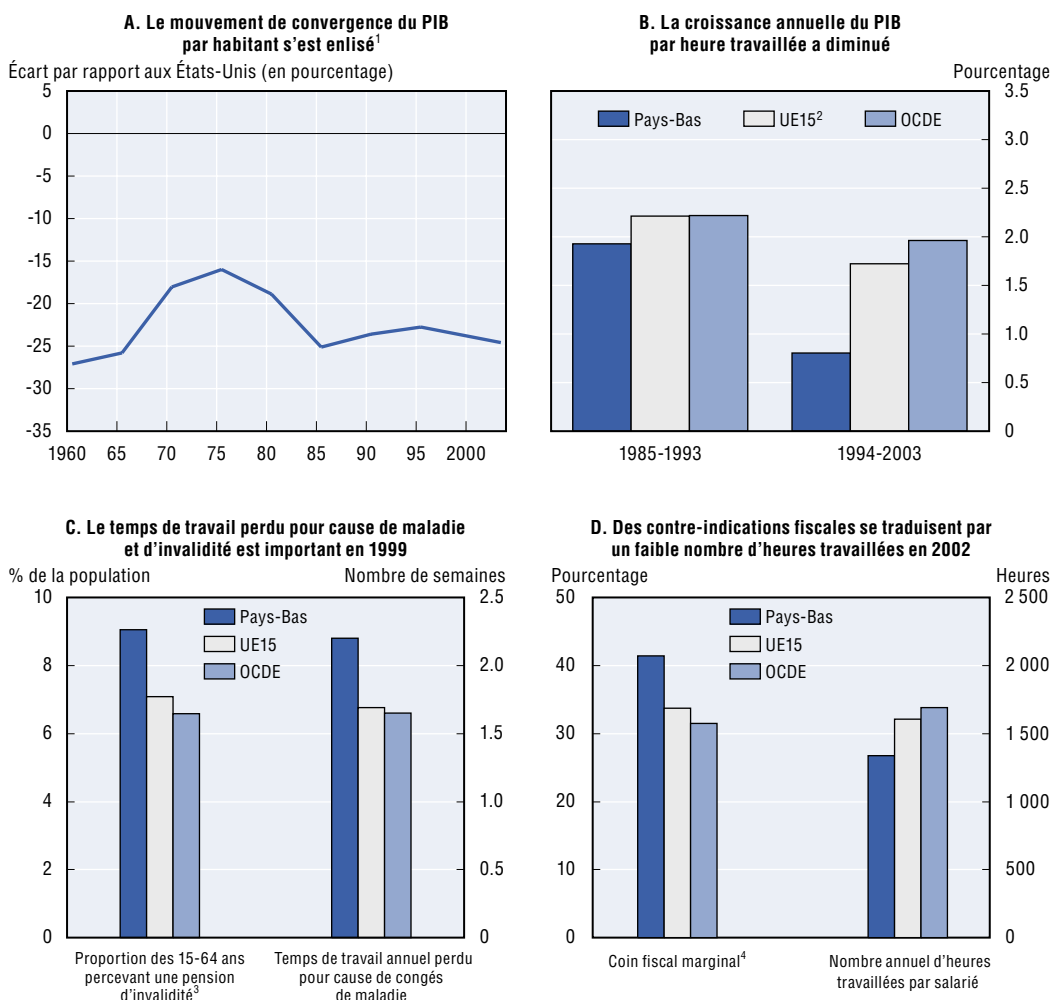 A. Le mouvement de convergence du PIB
par habitant s'est enlisé1
Écart par rapport aux États-Unis (en pourcentage)
5
0
-5
-10
-15
-20
-25
-30
-35
1960 65 70 75 80 85 90 95 2000
B. La croissance annuelle du PIB
par heure travaillée a diminué
Pourcentage
Pays-Bas UE152 OCDE
3.5
3.0
2.5
2.0
1.5
1.0
0.5
0
1985-1993 1994-2003
C. Le temps de travail perdu pour cause de maladie
et d'invalidité est important en 1999
% de la population Nombre de semaines
10
8
6
4
2
0
Pays-Bas
UE15
OCDE
2.5
2.0
1.5
1.0
0.5
0
Proportion des 15-64 ans
percevant une pension
d'invalidité3
Temps de travail annuel perdu
pour cause de congés
de maladie
D. Des contre-indications fiscales se traduisent par
un faible nombre d'heures travaillées en 2002
Pourcentage Heures
50
40
30
20
10
0
Pays-Bas
UE15
OCDE
2 500
2 000
1 500
1 000
500
0
Coin fiscal marginal4
Nombre annuel d'heures
travaillées par salarié